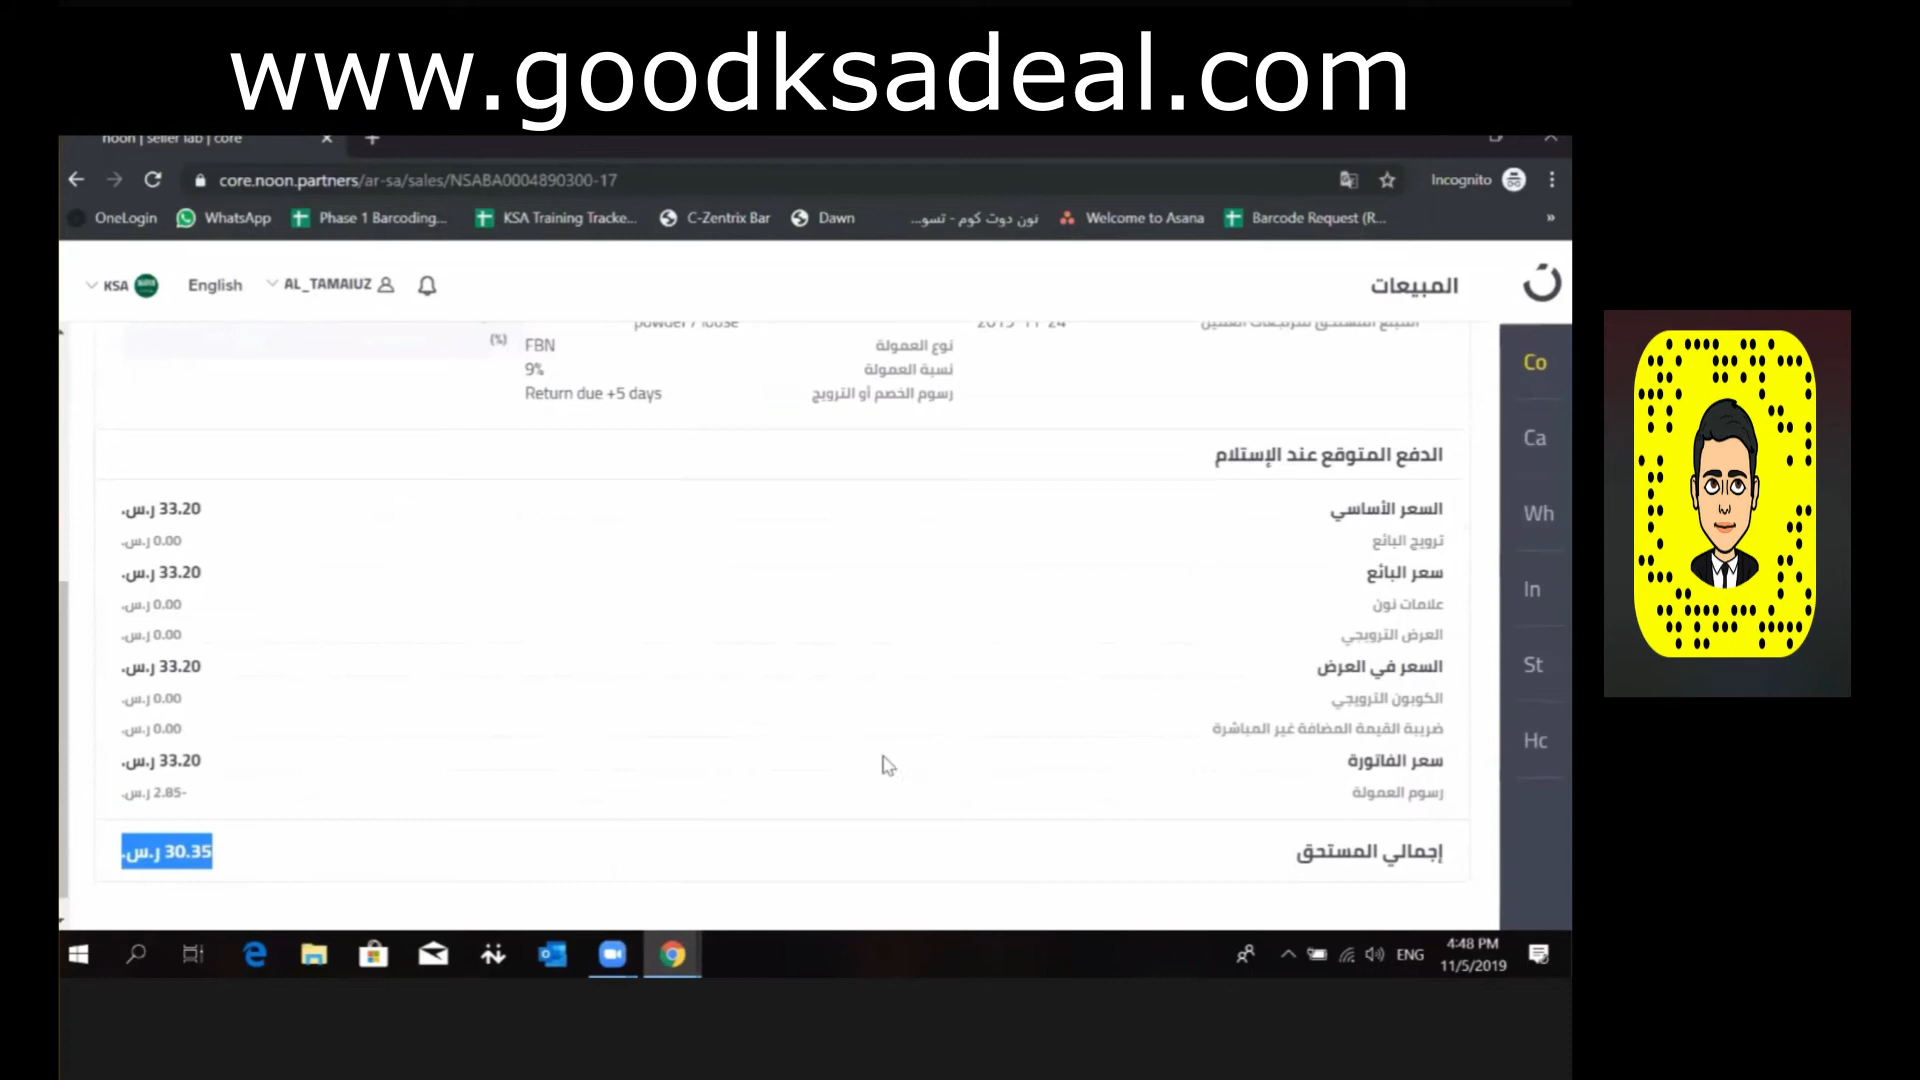 www.goodksadeal.com
noon | seller lab | core
core.noon.partners/ar-sa/sales/NSABA0004890300-17
Incognito
OneLogin
WhatsApp
Phase 1 Barcoding...
KSA Training Tracke...
C-Zentrix Bar
Dawn
نون دوت كوم - تسو...
Welcome to Asana
Barcode Request (R...
»
المبيعات
AL_TAMAIUZ
English
KSA
Co
Ca
Wh
In
St
Hc
powder / loose
2019-11-24
(%)
نوع العمولة FBN
نسبة العمولة 9%
رسوم الخصم أو الترويج Return due +5 days
الدفع المتوقع عند الإستلام
السعر الأساسي 33.20 ر.س.
ترويج البائع 0.00 ر.س.
سعر البائع 33.20 ر.س.
علامات نون 0.00 ر.س.
العرض الترويجي 0.00 ر.س.
السعر في العرض 33.20 ر.س.
الكوبون الترويجي 0.00 ر.س.
ضريبة القيمة المضافة غير المباشرة 0.00 ر.س.
سعر الفاتورة 33.20 ر.س.
رسوم العمولة -2.85 ر.س.
إجمالي المستحق 30.35 ر.س.
ENG
4:48 PM
11/5/2019